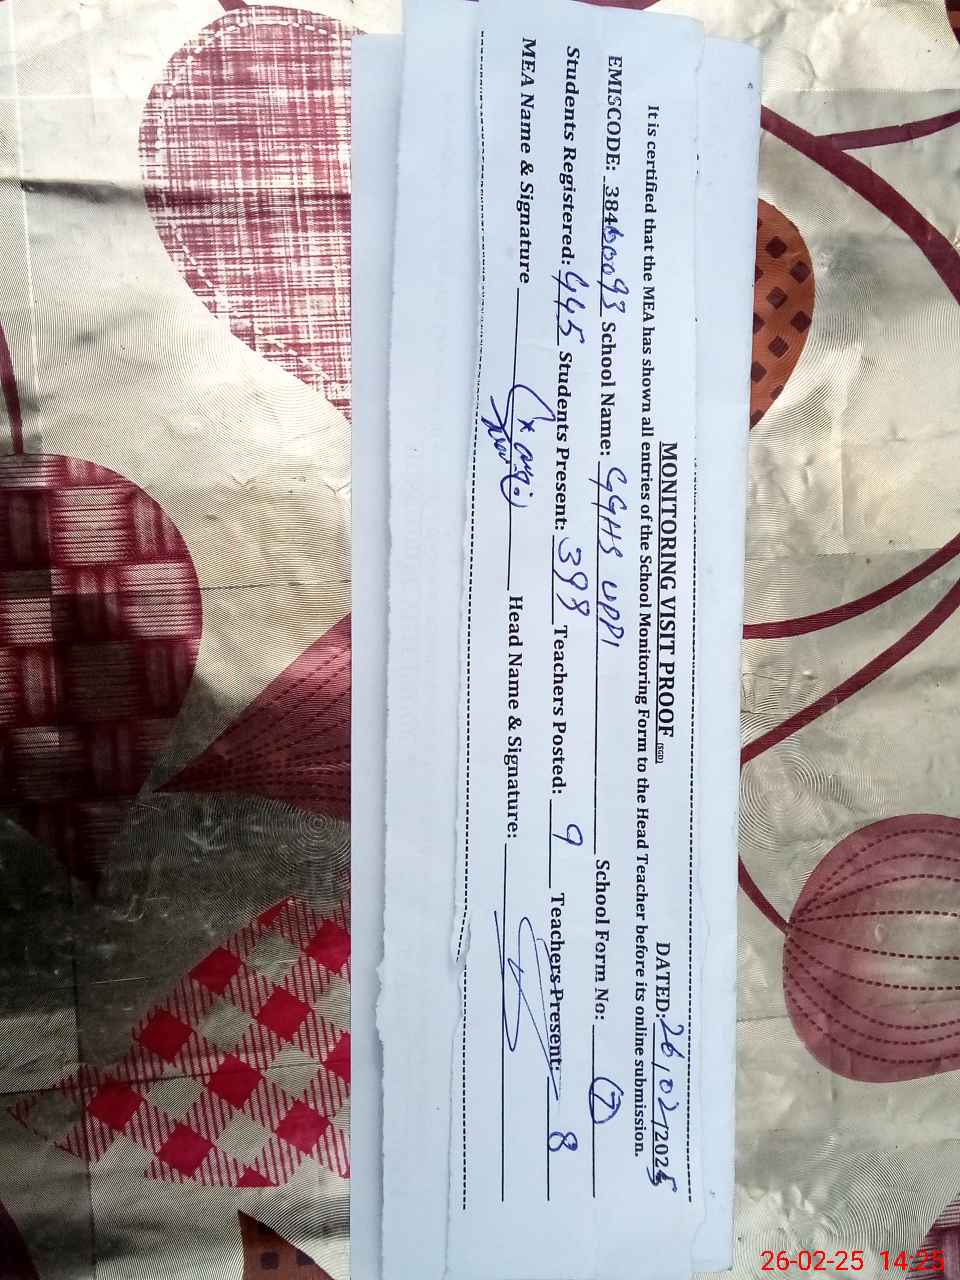 MONITORING VISIT PROOF (SGD) DATED: 26/02/2025
It is certified that the MEA has shown all entries of the School Monitoring Form to the Head Teacher before its online submission.
EMISCODE: 38460093 School Name: GGHS UPPI School Form No: 7
Students Registered: 445 Students Present: 398 Teachers Posted: 9 Teachers Present: 8
MEA Name & Signature Head Name & Signature:
26-02-25 14:25